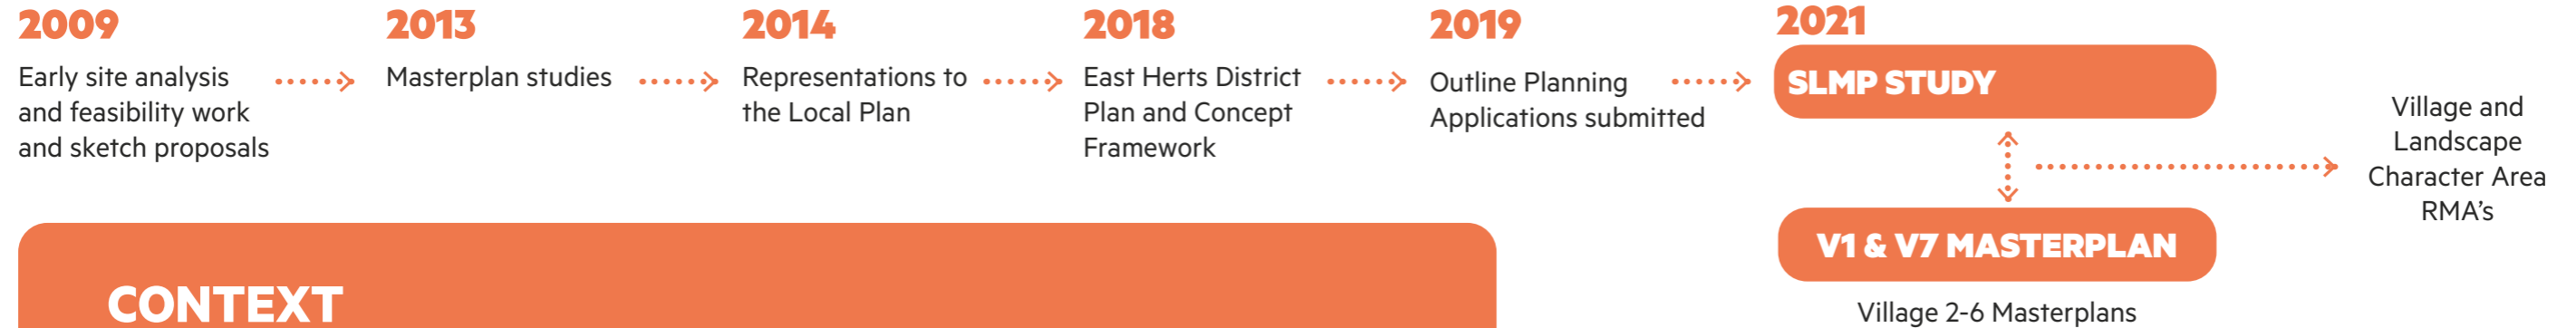 2009
Early site analysis
and feasibility work
and sketch proposals
2013
Masterplan studies
2014
Representations to
the Local Plan
2018
East Herts District
Plan and Concept
Framework
2019
Outline Planning
Applications submitted
2021
SLMP STUDY
V1 & V7 MASTERPLAN
Village 2-6 Masterplans
Village and
Landscape
Character Area
RMA’s
CONTEXT